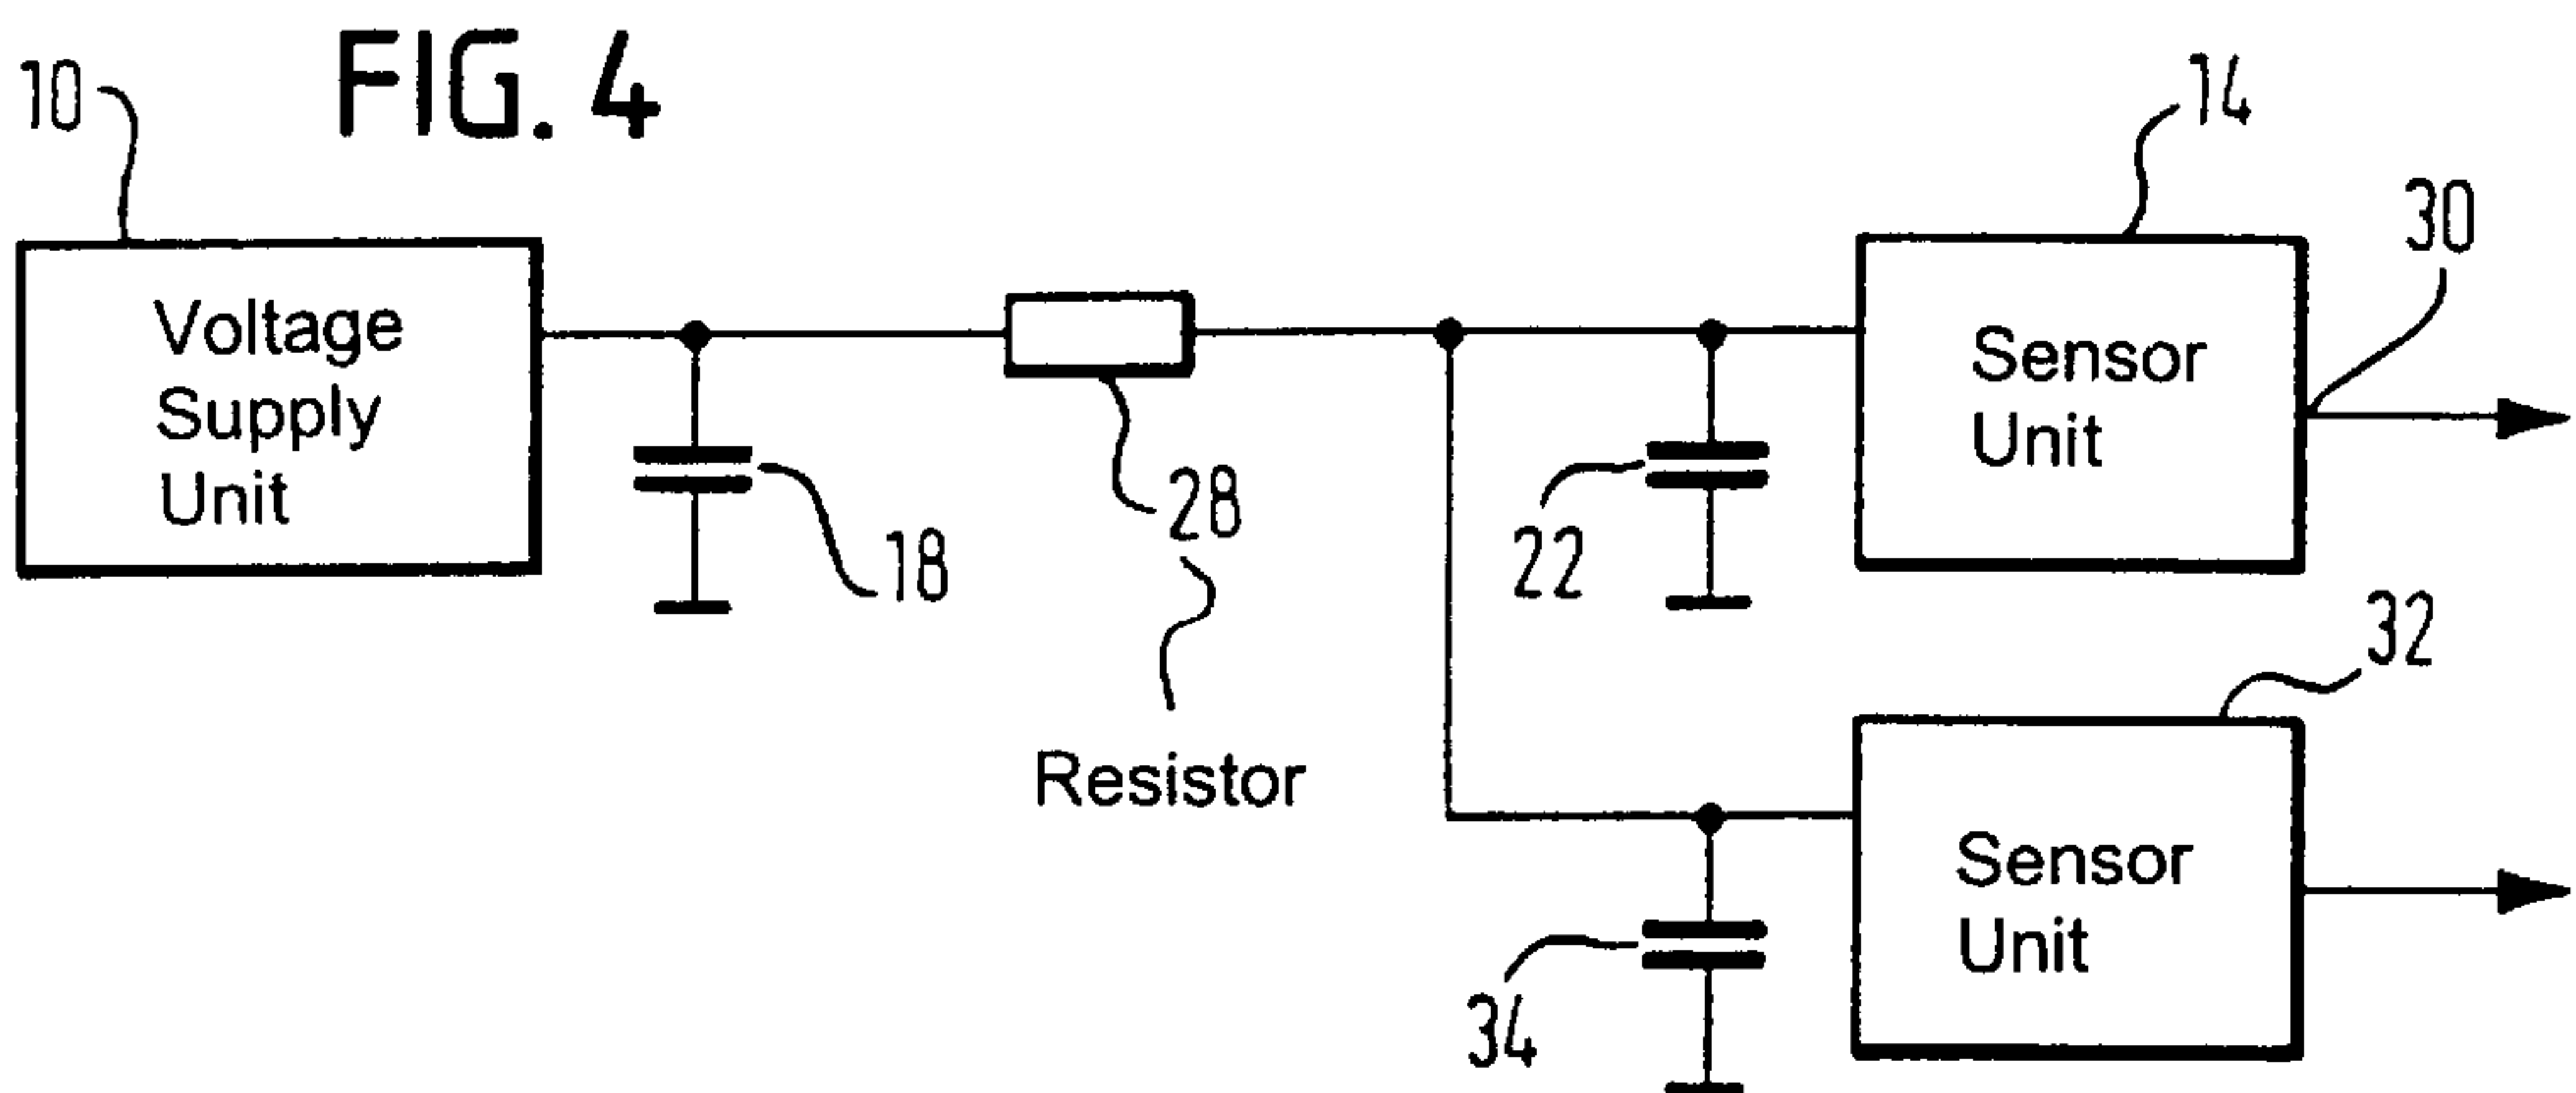 FIG. 4
10
14
30
Voltage
Supply
Unit
Sensor
Unit
28
18
22
32
Resistor
Sensor
Unit
34